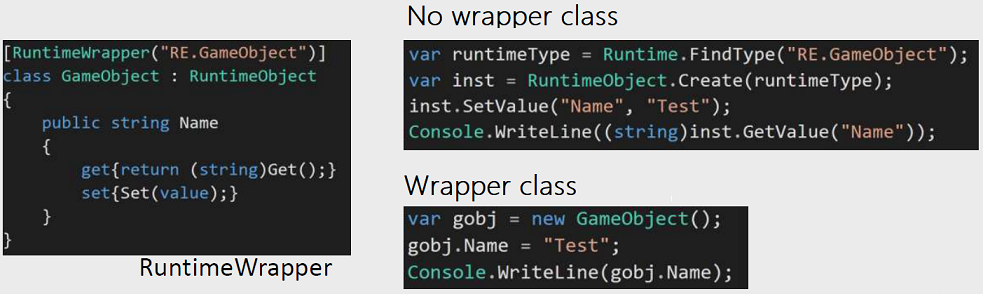 [RuntimeWrapper("RE.GameObject")]
class GameObject : RuntimeObject
{
public string Name
{
get{return (string)Get();}
set{Set(value);}
}
}
RuntimeWrapper
No wrapper class
var runtimeType = Runtime.FindType("RE.GameObject");
var inst = RuntimeObject.Create(runtimeType);
inst.SetValue("Name", "Test");
Console.WriteLine((string)inst.GetValue("Name"));
Wrapper class
var gobj = new GameObject();
gobj.Name = "Test";
Console.WriteLine(gobj.Name);